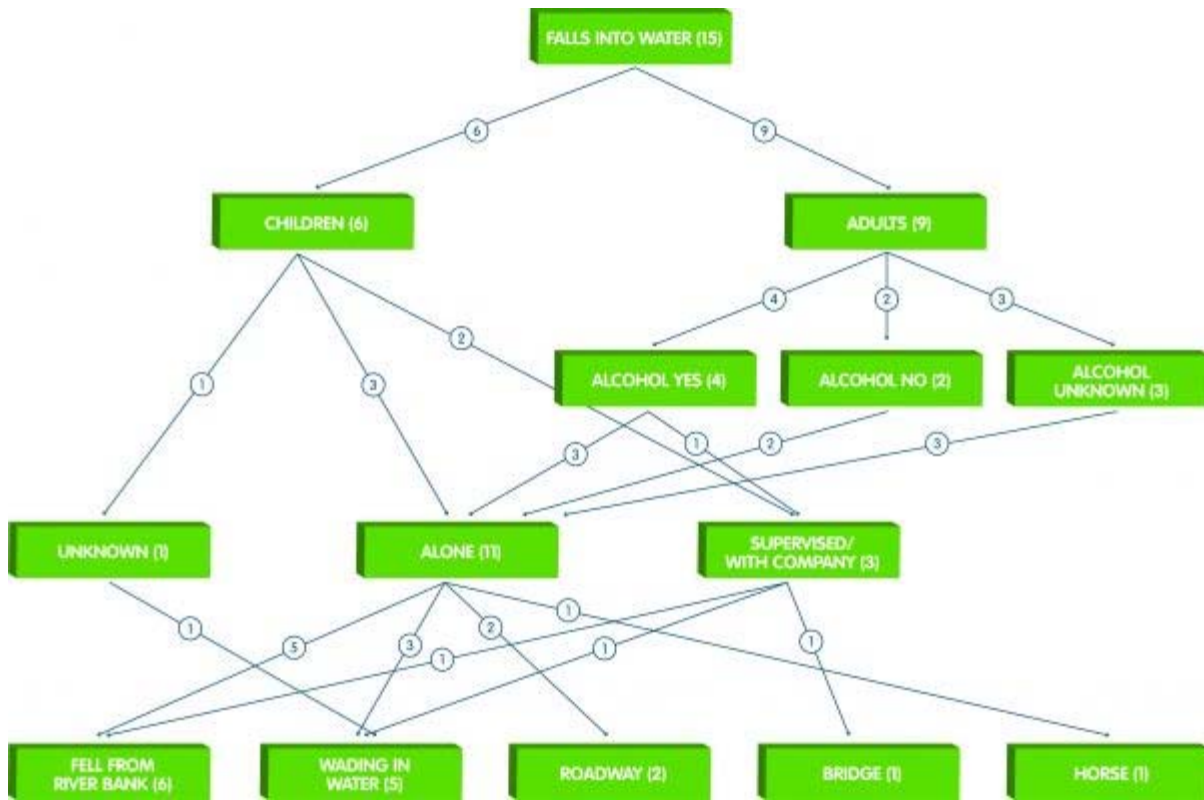 FALLS INTO WATER (15)
6
9
CHILDREN (6)
ADULTS (9)
4
2
3
2
ALCOHOL YES (4)
ALCOHOL NO (2)
ALCOHOL
UNKNOWN (3)
1
3
3
1
2
3
UNKNOWN (1)
ALONE (11)
SUPERVISED/
WITH COMPANY (3)
1
5
3
2
1
1
1
1
FELL FROM
RIVER BANK (6)
WADING IN
WATER (5)
ROADWAY (2)
BRIDGE (1)
HORSE (1)